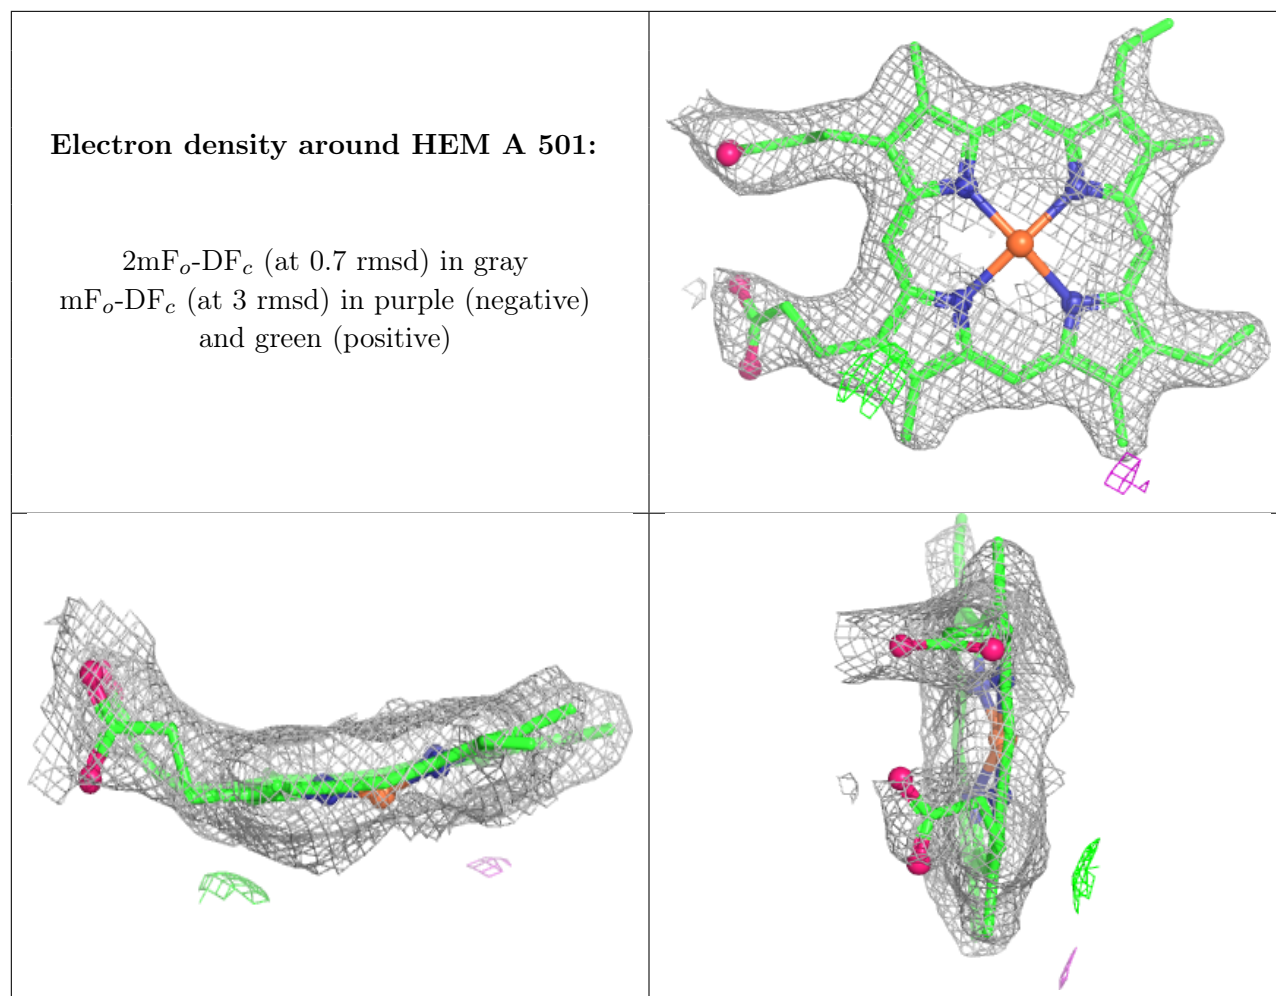 Electron density around HEM A 501:
2mFo-DFc (at 0.7 rmsd) in gray
mFo-DFc (at 3 rmsd) in purple (negative)
and green (positive)